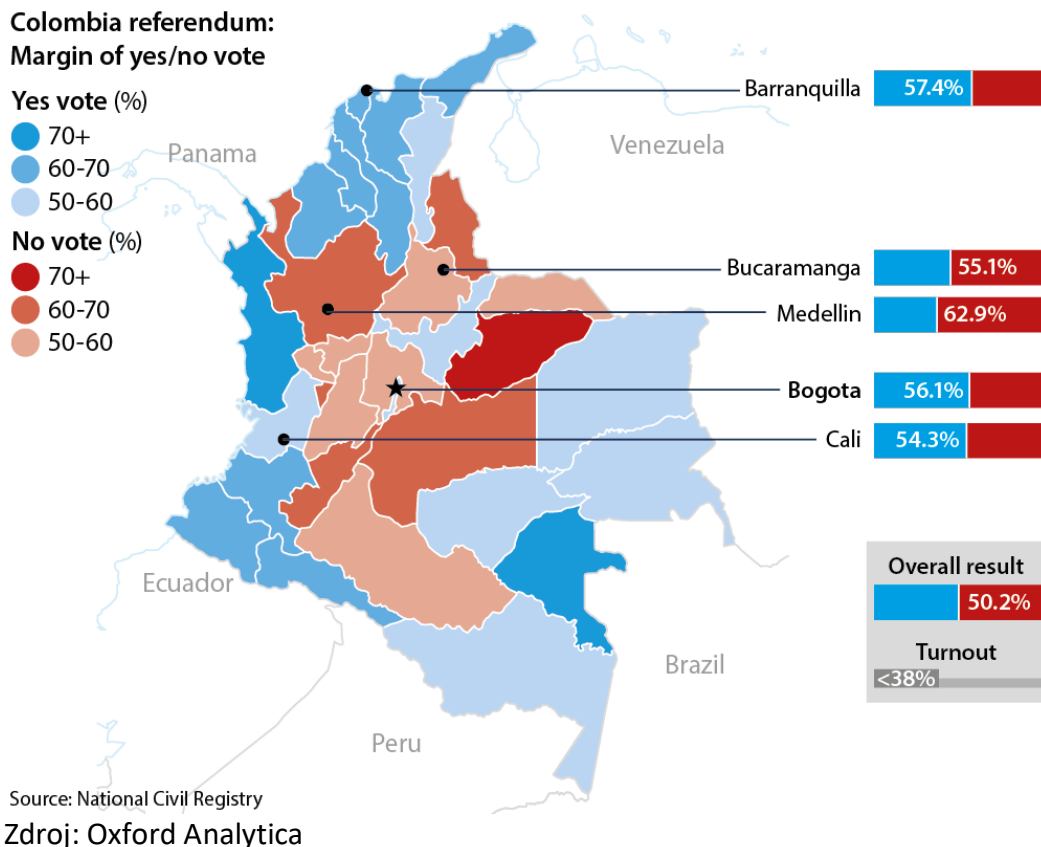 Colombia referendum:
Margin of yes/no vote
Yes vote (%)
70+
60-70
50-60
No vote (%)
70+
60-70
50-60
Panama
Venezuela
Ecuador
Peru
Brazil
Barranquilla 57.4%
Bucaramanga 55.1%
Medellin 62.9%
Bogota 56.1%
Cali 54.3%
Overall result
50.2%
Turnout
<38%
Source: National Civil Registry
Zdroj: Oxford Analytica